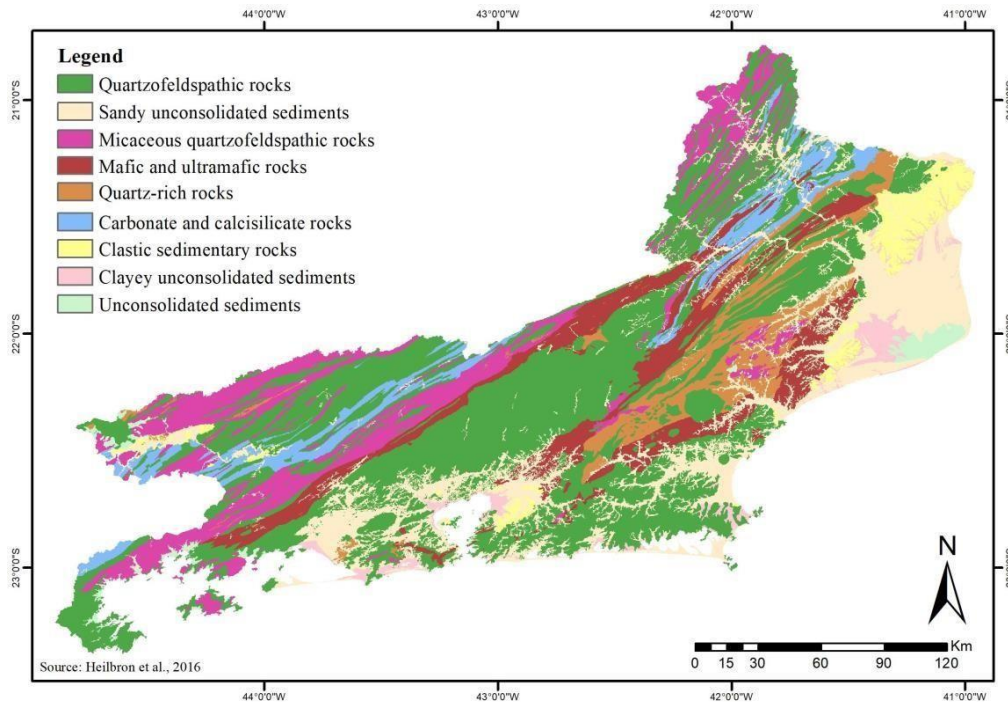 44°0'0"W 43°0'0"W 42°0'0"W 41°0'0"W
Legend
Quartzofeldspathic rocks
Sandy unconsolidated sediments
Micaceous quartzofeldspathic rocks
Mafic and ultramafic rocks
Quartz-rich rocks
Carbonate and calcisilicate rocks
Clastic sedimentary rocks
Clayey unconsolidated sediments
Unconsolidated sediments
21°0'0"S
22°0'0"S
23°0'0"S
N
Km
0 15 30 60 90 120
Source: Heilbron et al., 2016
44°0'0"W 43°0'0"W 42°0'0"W 41°0'0"W